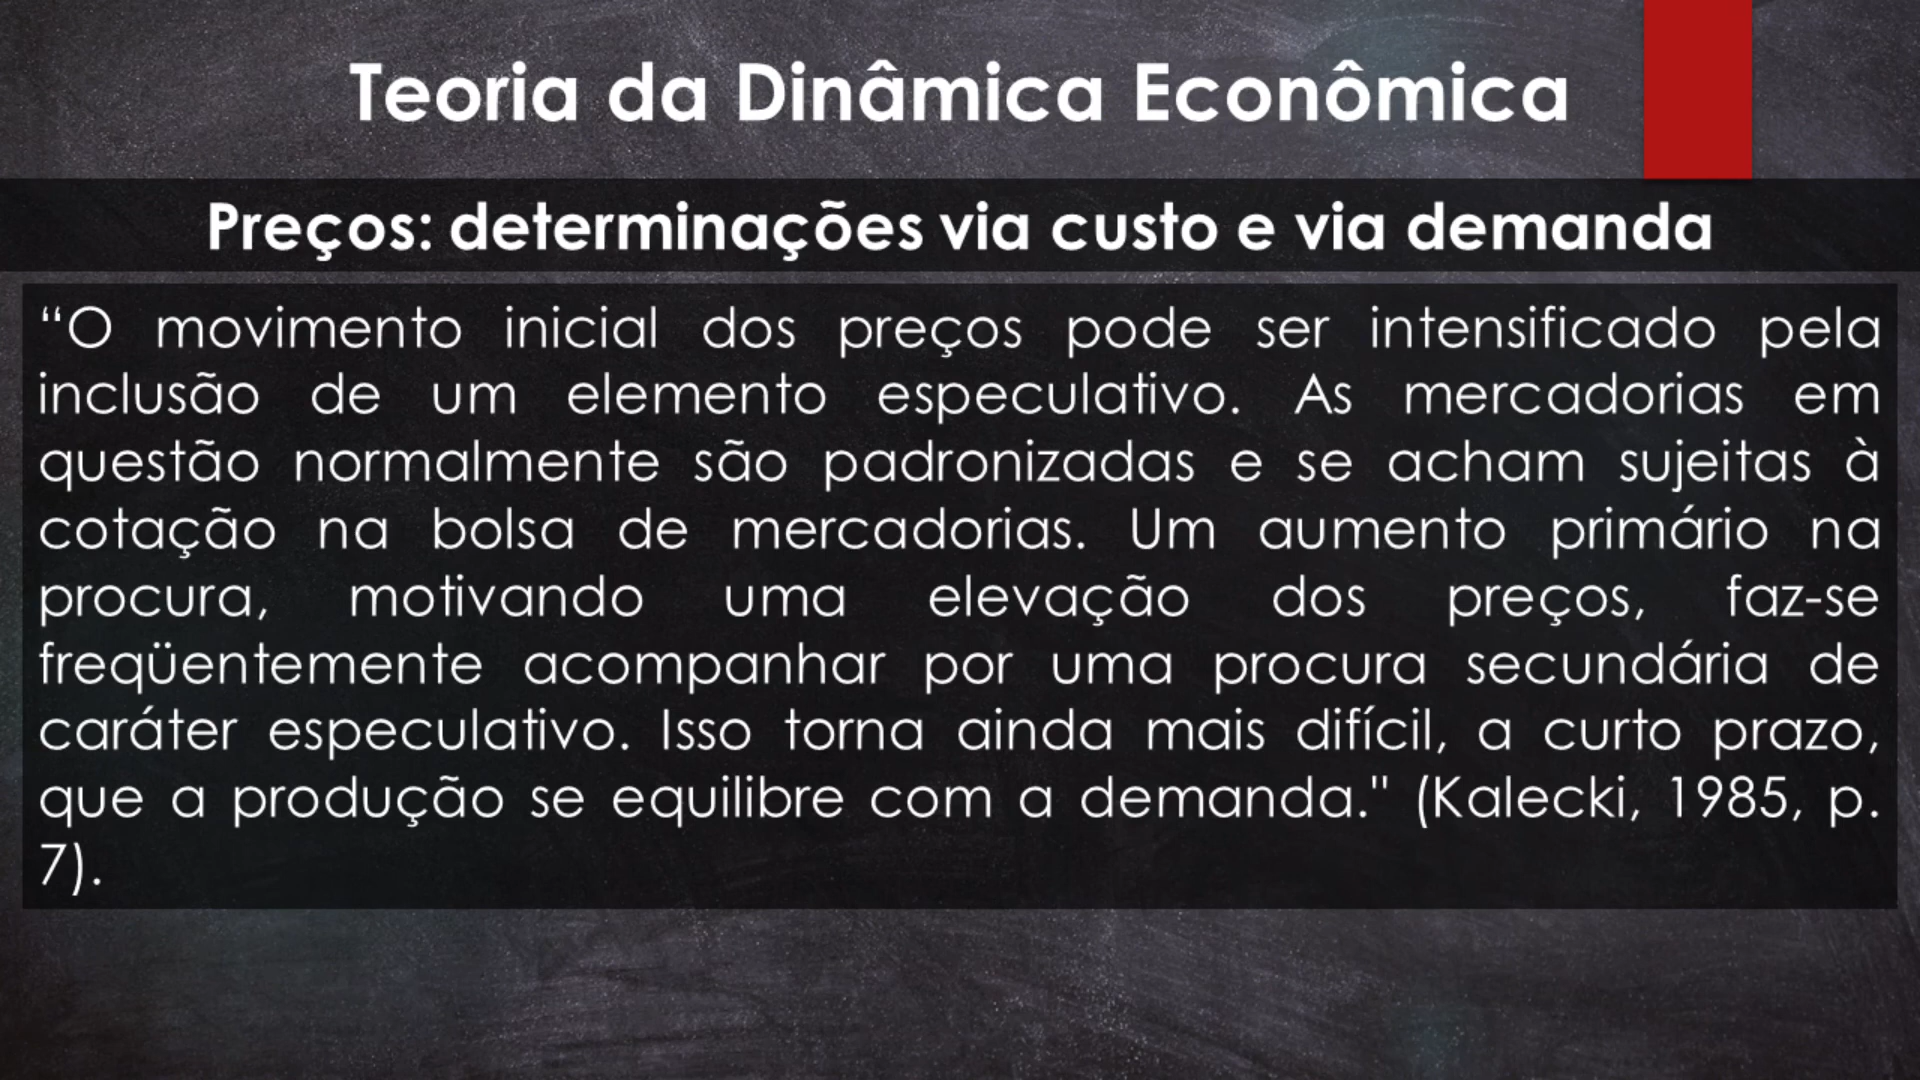 Teoria da Dinâmica Econômica
Preços: determinações via custo e via demanda
“O movimento inicial dos preços pode ser intensificado pela
inclusão de um elemento especulativo. As mercadorias em
questão normalmente são padronizadas e se acham sujeitas à
cotação na bolsa de mercadorias. Um aumento primário na
procura, motivando uma elevação dos preços, faz-se
freqüentemente acompanhar por uma procura secundária de
caráter especulativo. Isso torna ainda mais difícil, a curto prazo,
que a produção se equilibre com a demanda." (Kalecki, 1985, p.
7).